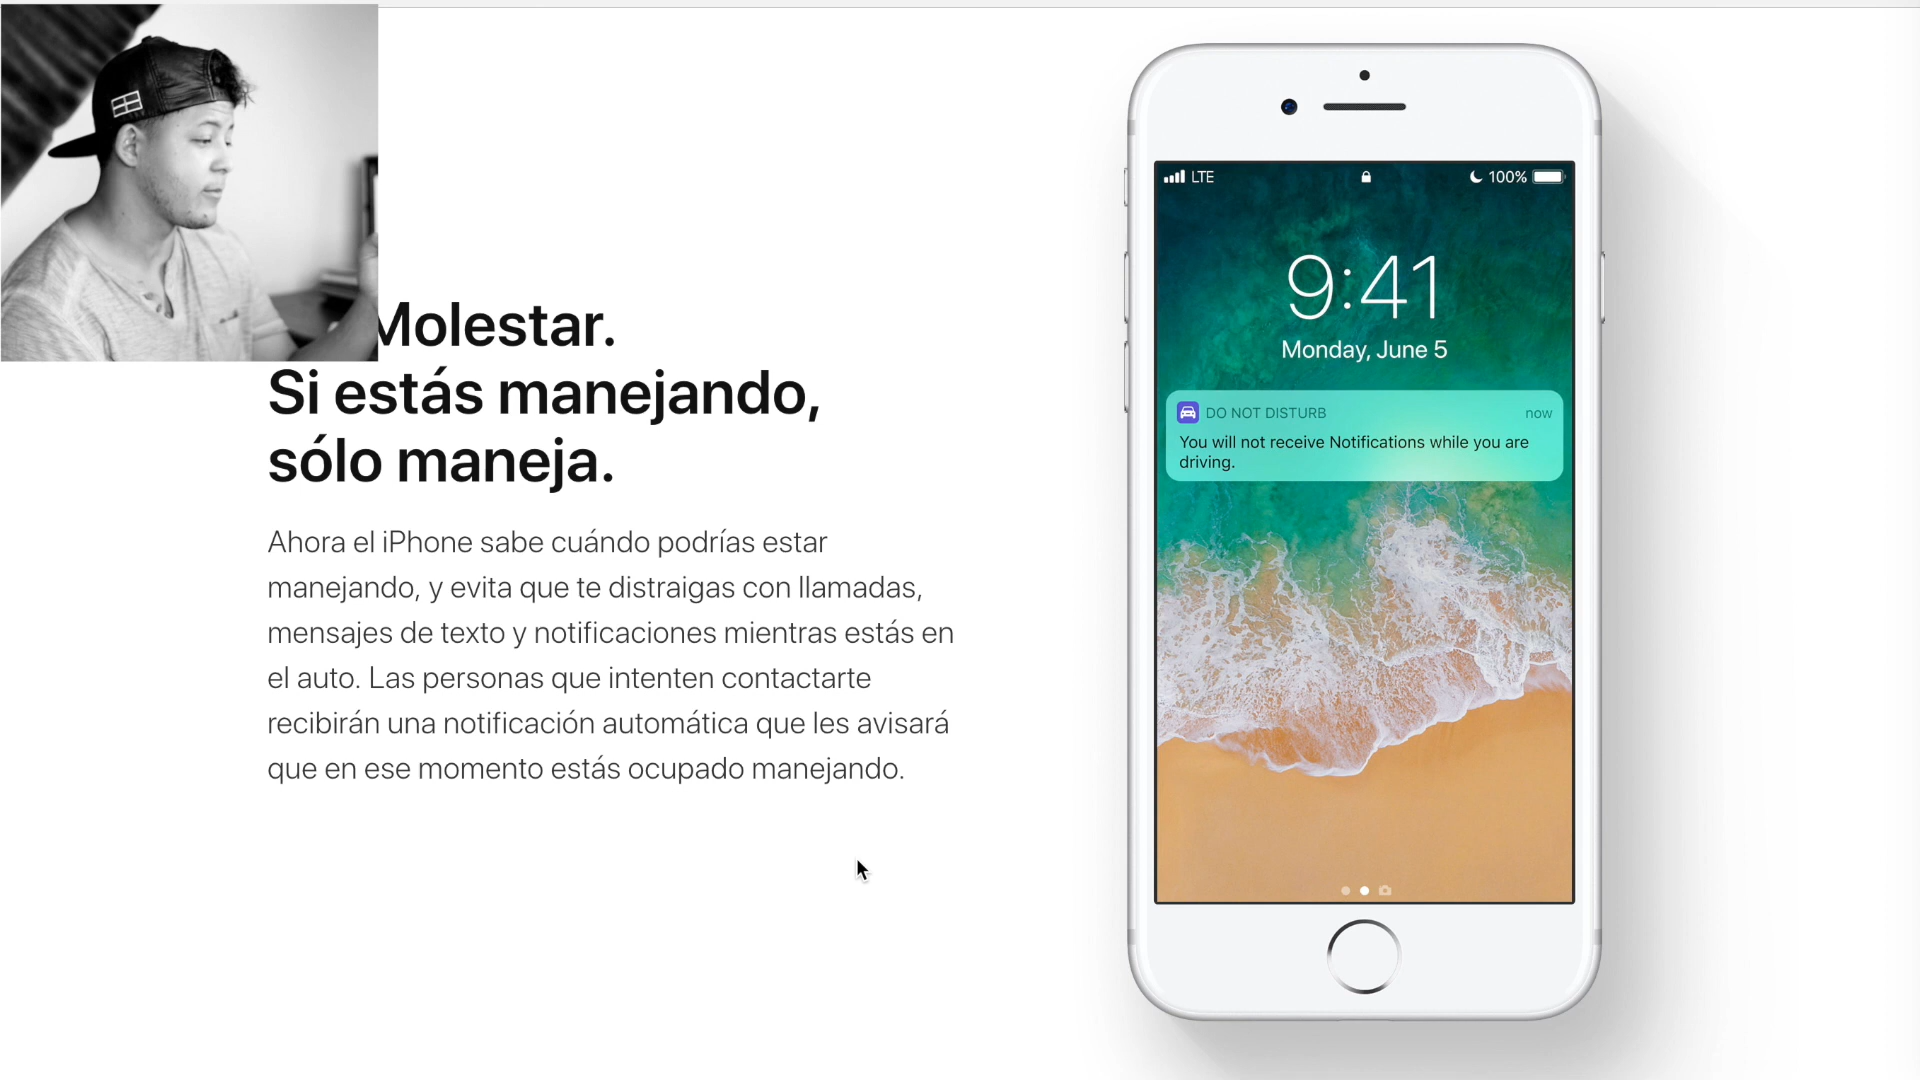 Molestar.
Si estás manejando,
sólo maneja.
Ahora el iPhone sabe cuándo podrías estar
manejando, y evita que te distraigas con llamadas,
mensajes de texto y notificaciones mientras estás en
el auto. Las personas que intenten contactarte
recibirán una notificación automática que les avisará
que en ese momento estás ocupado manejando.
LTE 100%
9:41
Monday, June 5
DO NOT DISTURB now
You will not receive Notifications while you are
driving.